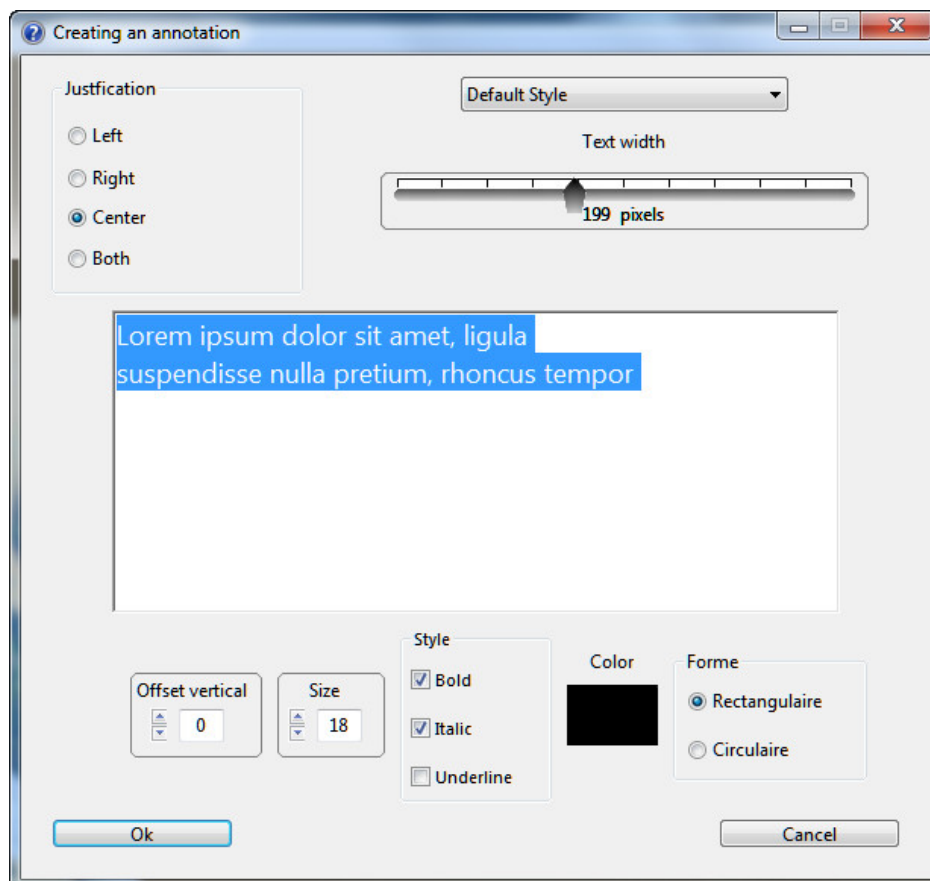 Creating an annotation
Justfication
Left
Right
Center
Both
Default Style
Text width
199 pixels
Lorem ipsum dolor sit amet, ligula
suspendisse nulla pretium, rhoncus tempor
Offset vertical
0
Size
18
Style
Bold
Italic
Underline
Color
Forme
Rectangulaire
Circulaire
Ok
Cancel